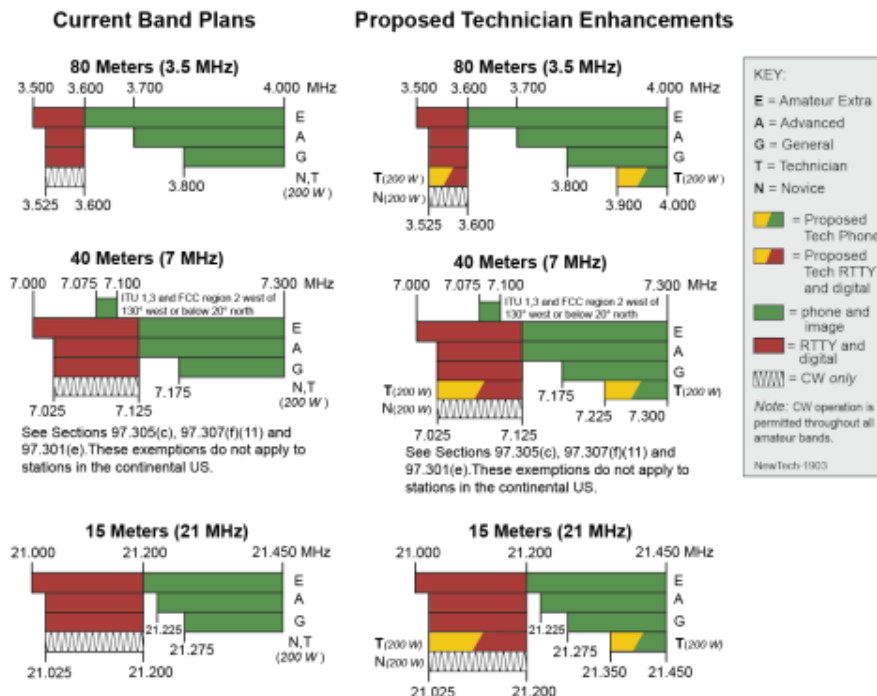 Current Band Plans
80 Meters (3.5 MHz)
3.500 3.600 3.700 4.000 MHz
E
A
G
N,T
(200 W)
3.800
3.525 3.600
40 Meters (7 MHz)
7.000 7.075 7.100 7.300 MHz
ITU 1,3 and FCC region 2 west of
130° west or below 20° north
E
A
G
N,T
(200 W)
7.175
7.025 7.125
See Sections 97.305(c), 97.307(f)(11) and
97.301(e).These exemptions do not apply to
stations in the continental US.
15 Meters (21 MHz)
21.000 21.200 21.450 MHz
E
A
G
N,T
(200 W)
21.225
21.275
21.025 21.200
Proposed Technician Enhancements
80 Meters (3.5 MHz)
3.500 3.600 3.700 4.000 MHz
E
A
G
T(200 W) T(200 W)
N(200 W)
3.800 3.900 4.000
3.525 3.600
40 Meters (7 MHz)
7.000 7.075 7.100 7.300 MHz
ITU 1,3 and FCC region 2 west of
130° west or below 20° north
E
A
G
T(200 W) T(200 W)
N(200 W)
7.175 7.225 7.300
7.025 7.125
See Sections 97.305(c), 97.307(f)(11) and
97.301(e).These exemptions do not apply to
stations in the continental US.
15 Meters (21 MHz)
21.000 21.200 21.450 MHz
E
A
G
T(200 W) T(200 W)
N(200 W)
21.225
21.275 21.350 21.450
21.025 21.200
KEY:
E = Amateur Extra
A = Advanced
G = General
T = Technician
N = Novice
= Proposed
Tech Phone
= Proposed
Tech RTTY
and digital
= phone and
image
= RTTY and
digital
= CW only
Note: CW operation is
permitted throughout all
amateur bands.
NewTech-1903